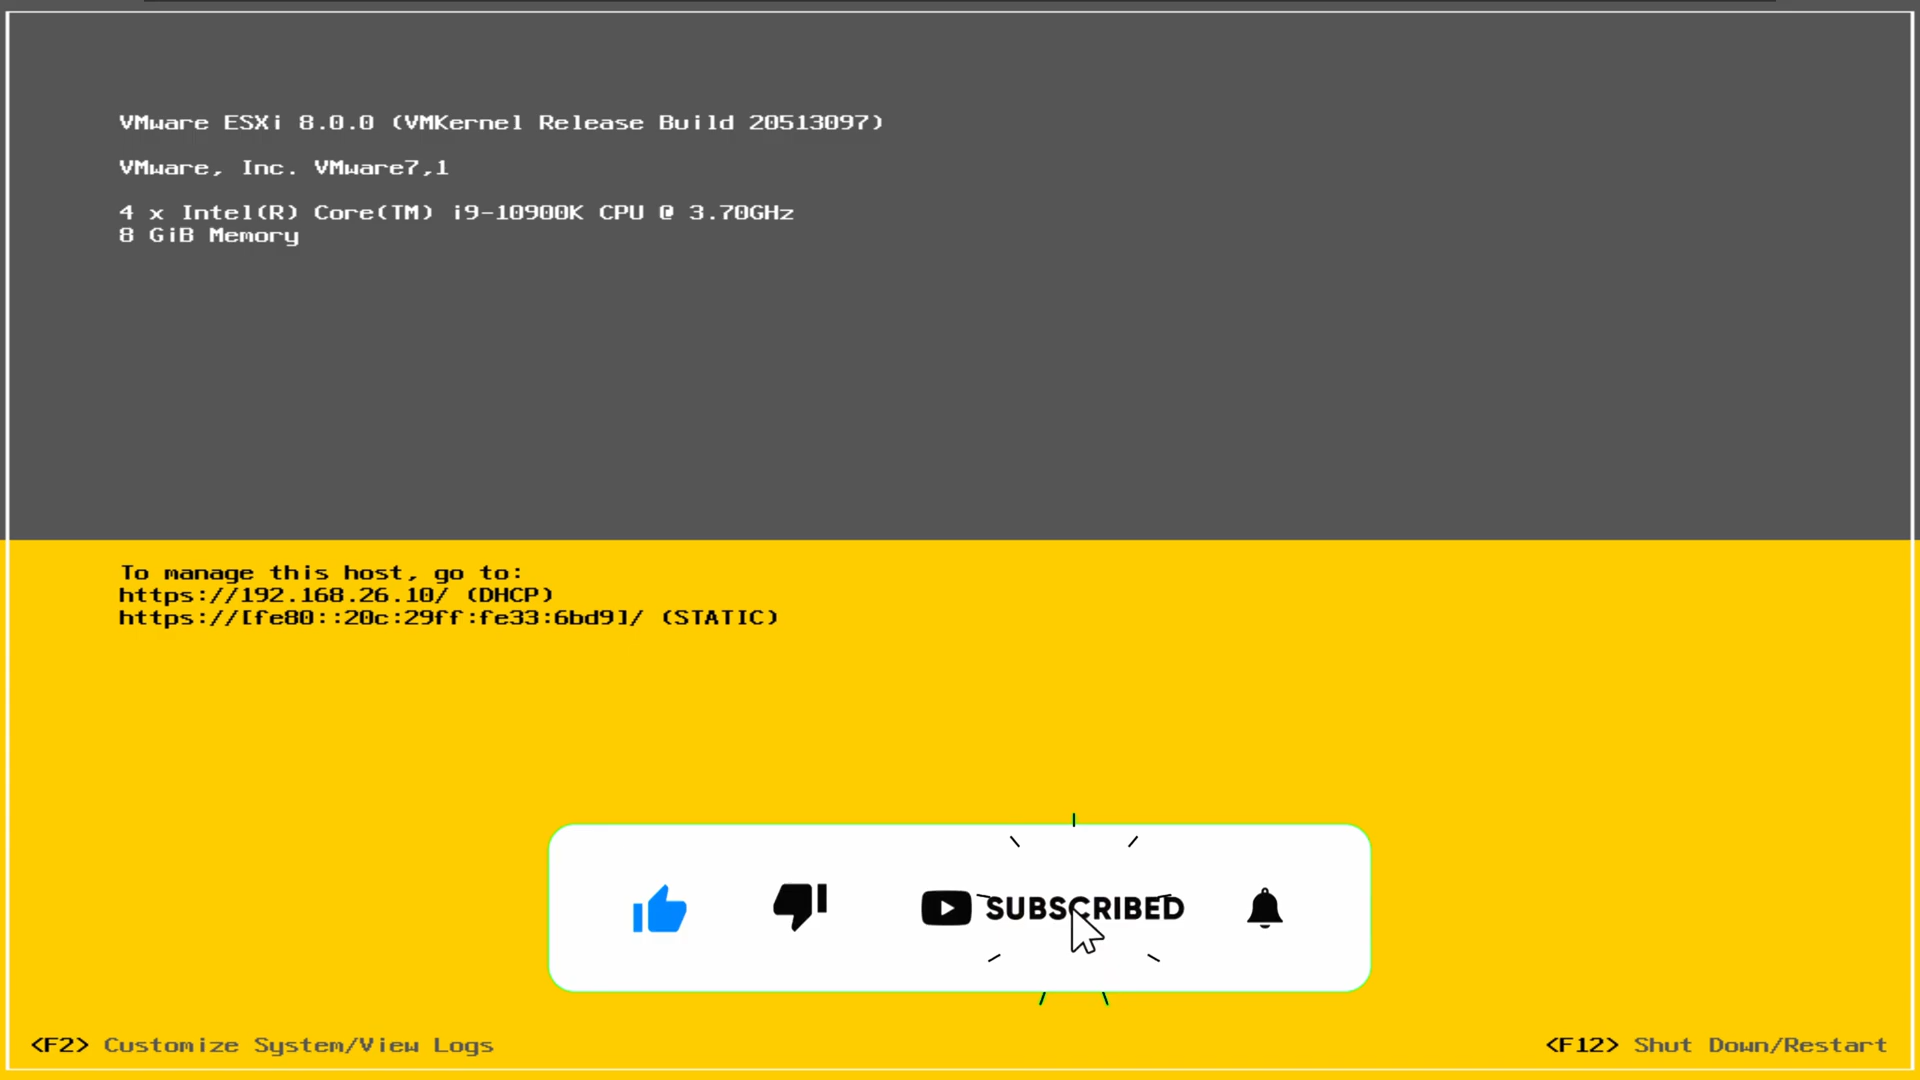 VMware ESXi 8.0.0 (VMKernel Release Build 20513097)
VMware, Inc. VMware7,1
4 x Intel(R) Core(TM) i9-10900K CPU @ 3.70GHz
8 GiB Memory
To manage this host, go to:
https://192.168.26.10/ (DHCP)
https://[fe80::20c:29ff:fe33:6bd9]/ (STATIC)
SUBSCRIBED
<F2> Customize System/View Logs
<F12> Shut Down/Restart